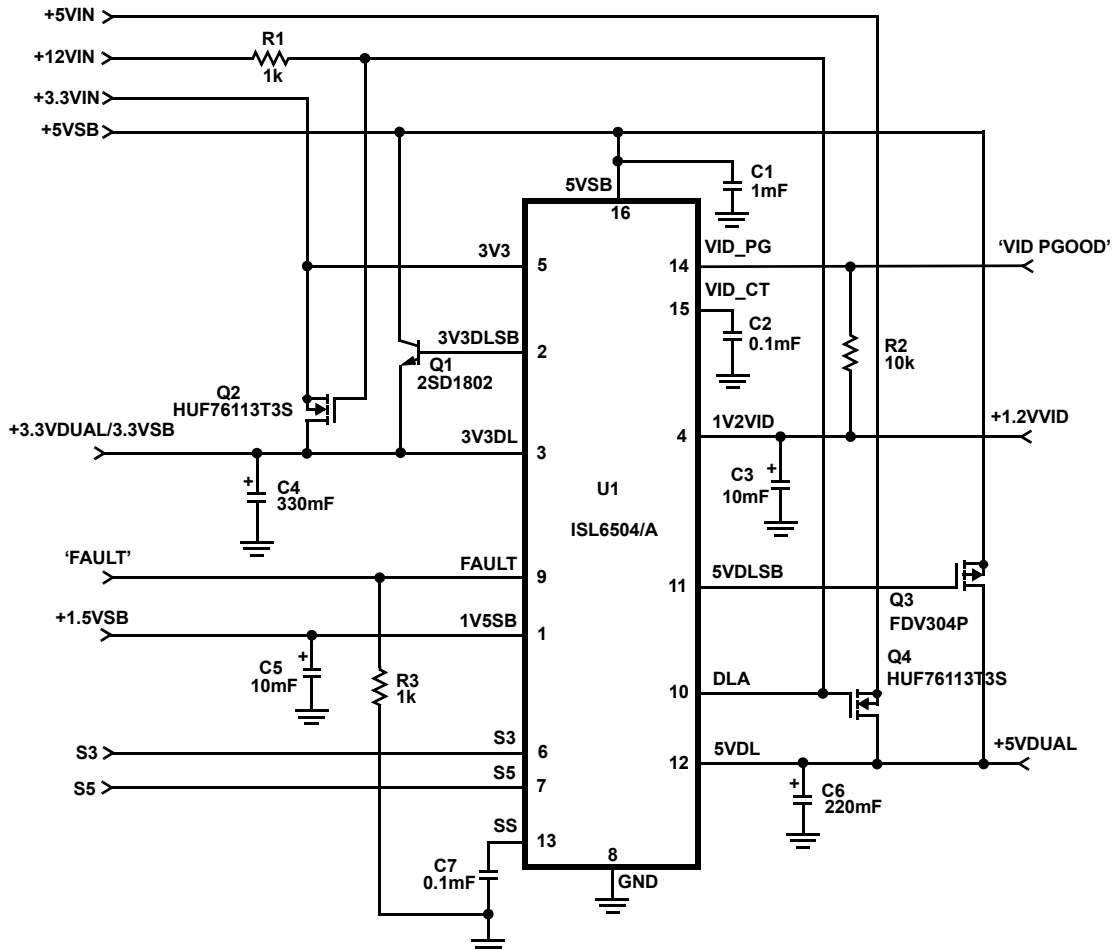 +5VIN
+12VIN
R1
1k
+3.3VIN
+5VSB
5VSB
16
C1
1mF
3V3
5
VID_PG
14
'VID PGOOD'
VID_CT
15
C2
0.1mF
R2
10k
3V3DLSB
2
Q1
2SD1802
Q2
HUF76113T3S
+3.3VDUAL/3.3VSB
3V3DL
3
4
1V2VID
+1.2VVID
C3
10mF
C4
330mF
U1
ISL6504/A
‘FAULT’
FAULT
9
5VDLSB
11
Q3
FDV304P
+1.5VSB
1V5SB
1
C5
10mF
R3
1k
Q4
HUF76113T3S
DLA
10
S3
S3
6
5VDL
12
+5VDUAL
S5
S5
7
C6
220mF
SS
13
C7
0.1mF
8
GND